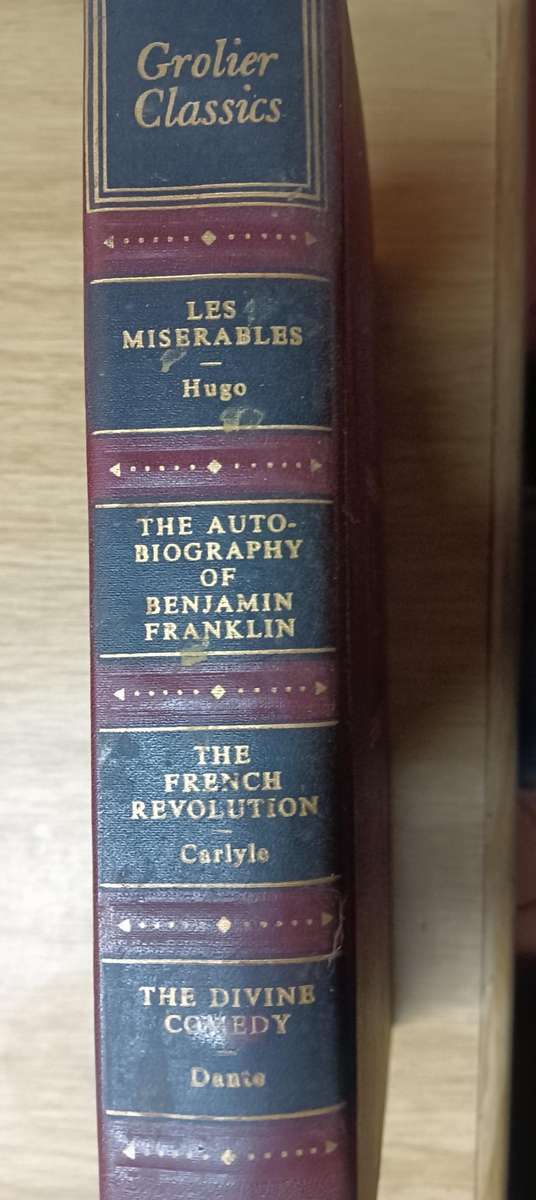 Grolier
Classics
LES
MISERABLES
Hugo
THE AUTO-
BIOGRAPHY
OF
BENJAMIN
FRANKLIN
THE
FRENCH
REVOLUTION
Carlyle
THE DIVINE
COMEDY
Dante